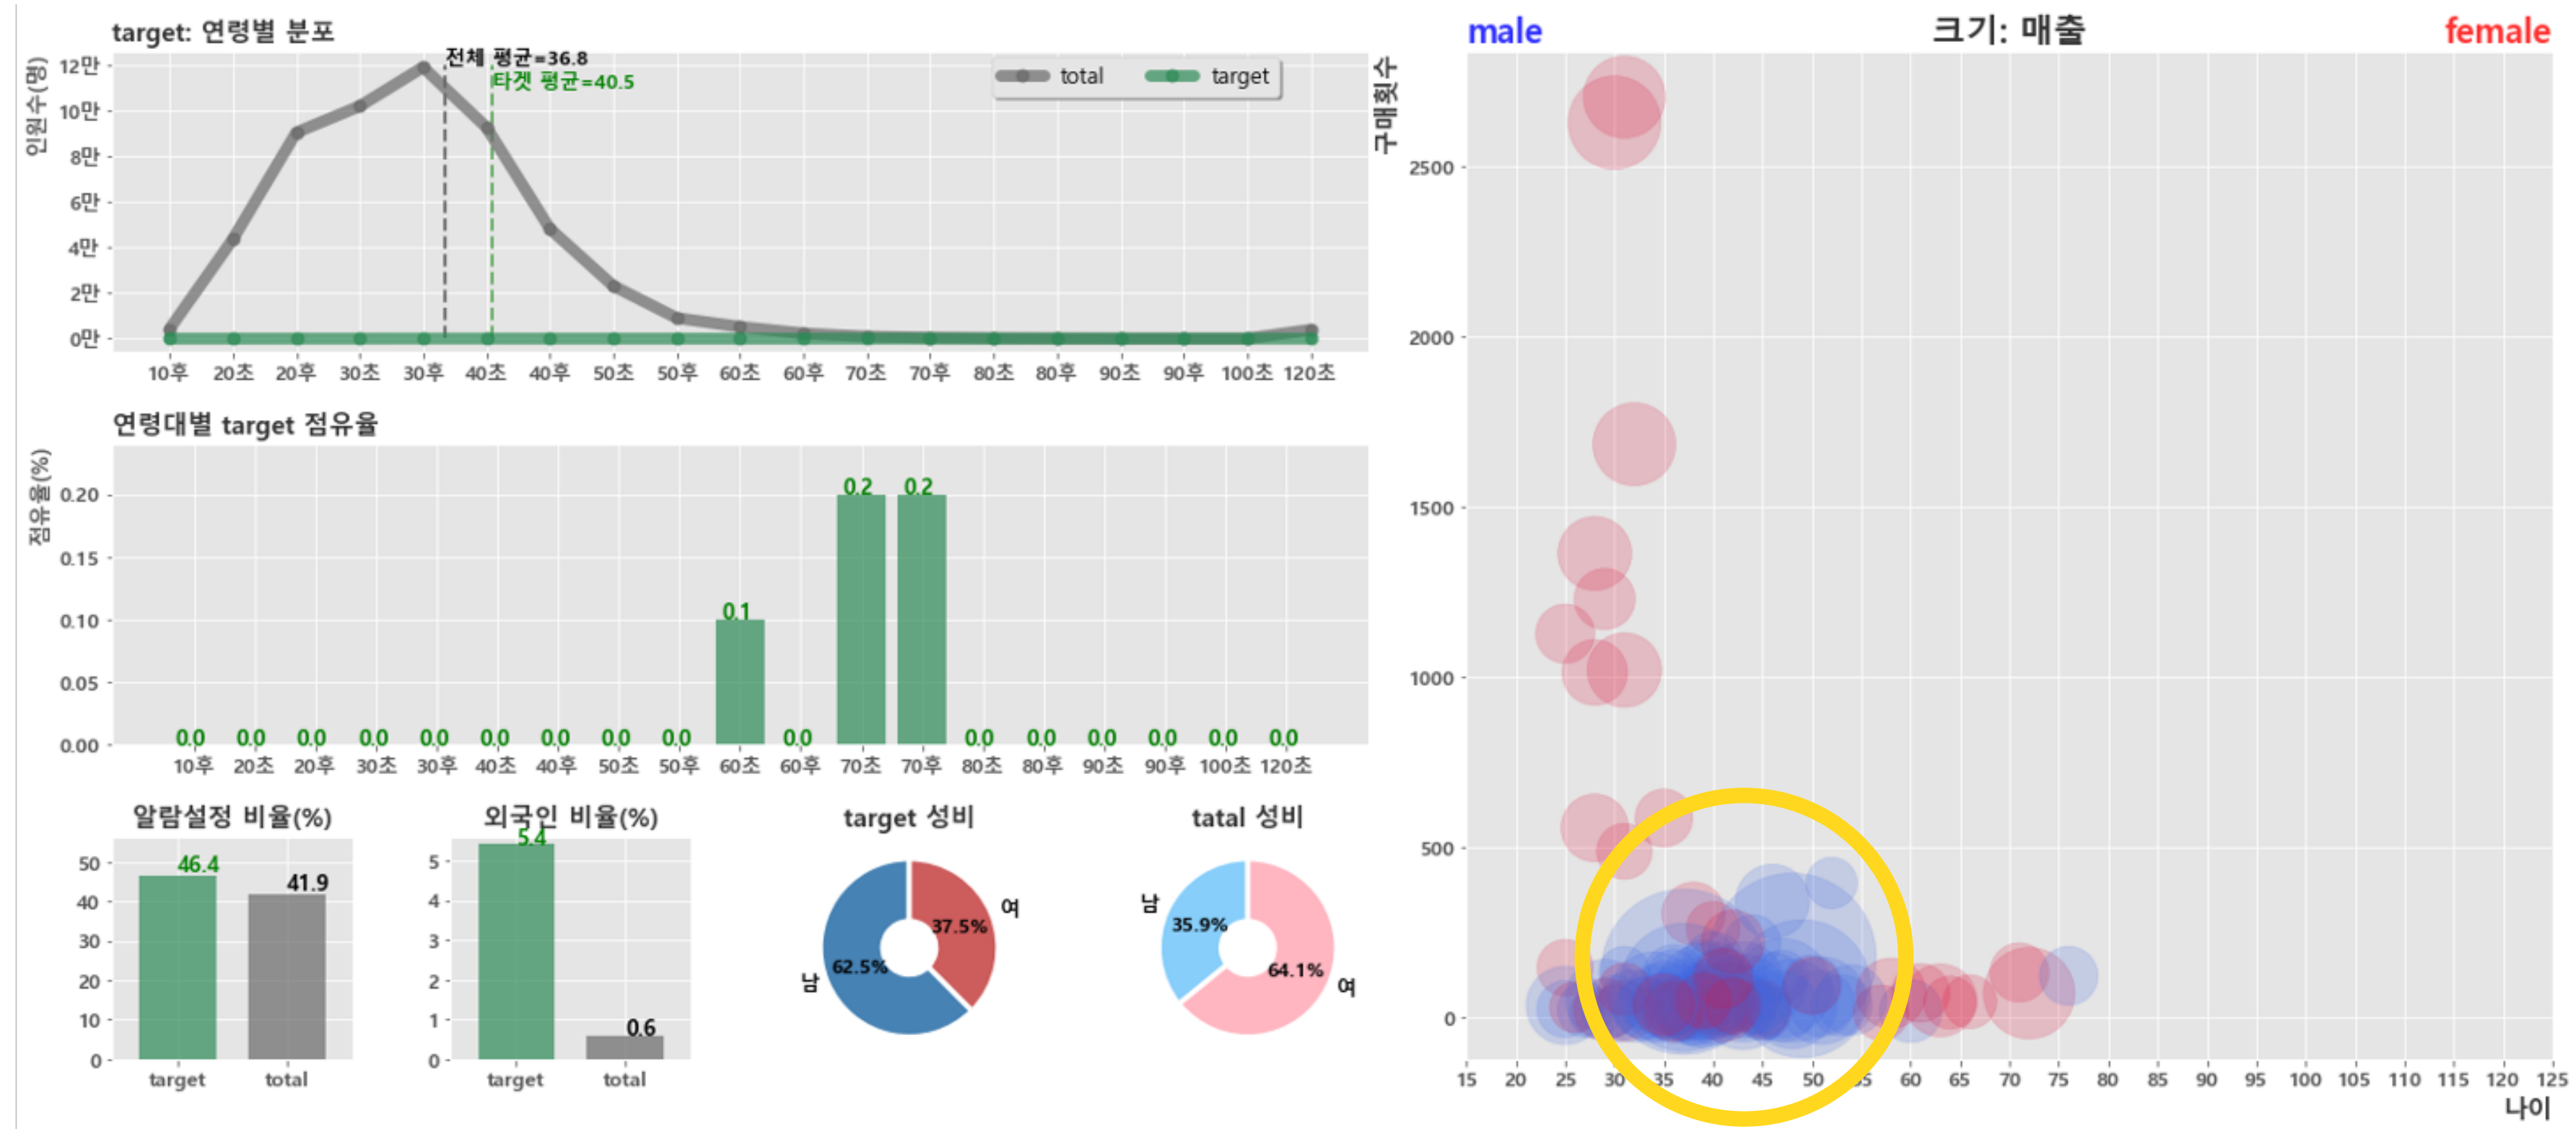 target: 연령별 분포
전체 평균=36.8
타겟 평균=40.5
total
target
인원수(명)
12만
10만
8만
6만
4만
2만
0만
10후 20초 20후 30초 30후 40초 40후 50초 50후 60초 60후 70초 70후 80초 80후 90초 90후 100초 120초
연령대별 target 점유율
점유율(%)
0.20
0.15
0.10
0.05
0.00
0.0 0.0 0.0 0.0 0.0 0.0 0.0 0.0 0.0 0.1 0.0 0.2 0.2 0.0 0.0 0.0 0.0 0.0 0.0
10후 20초 20후 30초 30후 40초 40후 50초 50후 60초 60후 70초 70후 80초 80후 90초 90후 100초 120초
알람설정 비율(%)
50
40
30
20
10
0
46.4
41.9
target total
외국인 비율(%)
5
4
3
2
1
0
5.4
0.6
target total
target 성비
여
37.5%
62.5%
남
tatal 성비
남
35.9%
64.1%
여
male
크기: 매출
female
구매횟수
2500
2000
1500
1000
500
0
15 20 25 30 35 40 45 50 55 60 65 70 75 80 85 90 95 100 105 110 115 120 125
나이